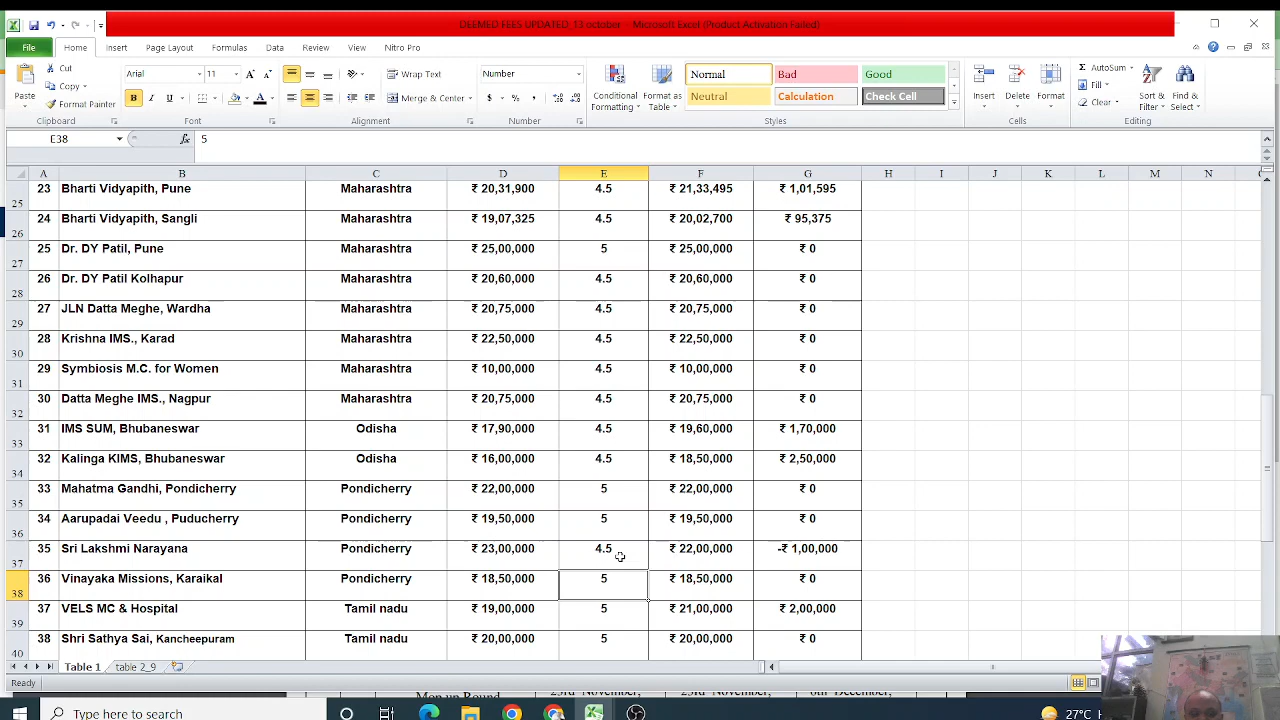 DEEMED FEES UPDATED 13 october - Microsoft Excel (Product Activation Failed)
File Home Insert Page Layout Formulas Data Review View Nitro Pro
Cut Copy Format Painter Paste Clipboard
Arial 11 B I U Font
Wrap Text Merge & Center Alignment
Number $ % , Number
Conditional Formatting Format as Table Normal Bad Good Neutral Calculation Check Cell Styles
Insert Delete Format Cells
AutoSum Fill Clear Sort & Filter Find & Select Editing
E38 fx 5
A B C D E F G H I J K L M N
25 23 Bharti Vidyapith, Pune Maharashtra ₹ 20,31,900 4.5 ₹ 21,33,495 ₹ 1,01,595
26 24 Bharti Vidyapith, Sangli Maharashtra ₹ 19,07,325 4.5 ₹ 20,02,700 ₹ 95,375
27 25 Dr. DY Patil, Pune Maharashtra ₹ 25,00,000 5 ₹ 25,00,000 ₹ 0
28 26 Dr. DY Patil Kolhapur Maharashtra ₹ 20,60,000 4.5 ₹ 20,60,000 ₹ 0
29 27 JLN Datta Meghe, Wardha Maharashtra ₹ 20,75,000 4.5 ₹ 20,75,000 ₹ 0
30 28 Krishna IMS., Karad Maharashtra ₹ 22,50,000 4.5 ₹ 22,50,000 ₹ 0
31 29 Symbiosis M.C. for Women Maharashtra ₹ 10,00,000 4.5 ₹ 10,00,000 ₹ 0
32 30 Datta Meghe IMS., Nagpur Maharashtra ₹ 20,75,000 4.5 ₹ 20,75,000 ₹ 0
33 31 IMS SUM, Bhubaneswar Odisha ₹ 17,90,000 4.5 ₹ 19,60,000 ₹ 1,70,000
34 32 Kalinga KIMS, Bhubaneswar Odisha ₹ 16,00,000 4.5 ₹ 18,50,000 ₹ 2,50,000
35 33 Mahatma Gandhi, Pondicherry Pondicherry ₹ 22,00,000 5 ₹ 22,00,000 ₹ 0
36 34 Aarupadai Veedu , Puducherry Pondicherry ₹ 19,50,000 5 ₹ 19,50,000 ₹ 0
37 35 Sri Lakshmi Narayana Pondicherry ₹ 23,00,000 4.5 ₹ 22,00,000 -₹ 1,00,000
38 36 Vinayaka Missions, Karaikal Pondicherry ₹ 18,50,000 5 ₹ 18,50,000 ₹ 0
39 37 VELS MC & Hospital Tamil nadu ₹ 19,00,000 5 ₹ 21,00,000 ₹ 2,00,000
40 38 Shri Sathya Sai, Kancheepuram Tamil nadu ₹ 20,00,000 5 ₹ 20,00,000 ₹ 0
Table 1 table 2_9
Ready
Mop up Round 23rd November, 23rd November, 6th December,
Type here to search 27°C